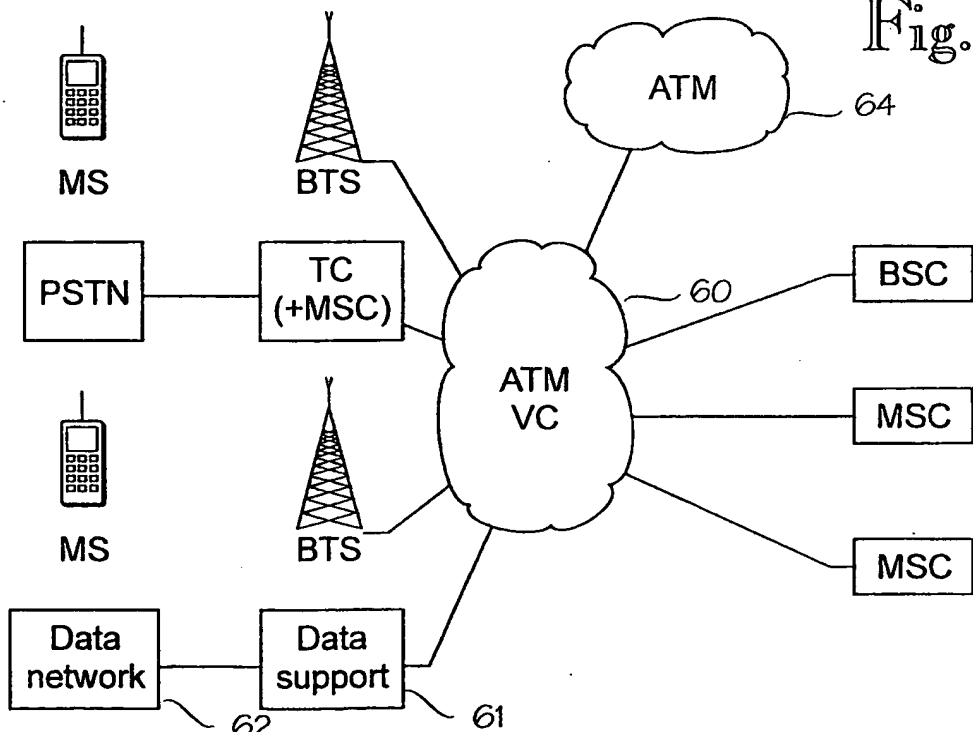 Fig.
ATM
64
MS
BTS
PSTN
TC
(+MSC)
60
BSC
ATM
VC
MSC
MS
BTS
MSC
Data
network
Data
support
62
61